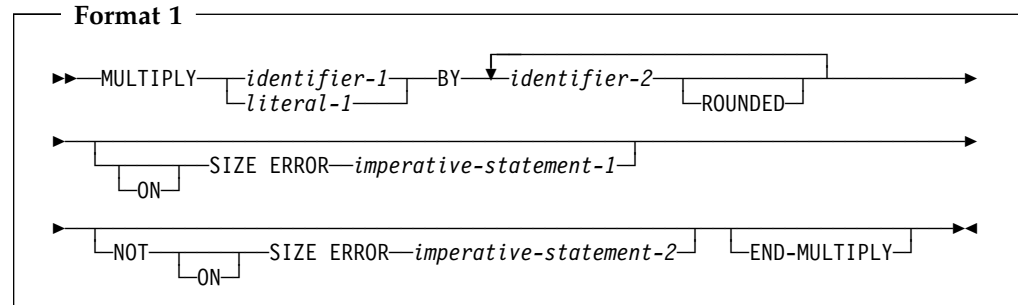 Format 1
MULTIPLY identifier-1 BY identifier-2
literal-1 ROUNDED
SIZE ERROR imperative-statement-1
ON
NOT SIZE ERROR imperative-statement-2 END-MULTIPLY
ON